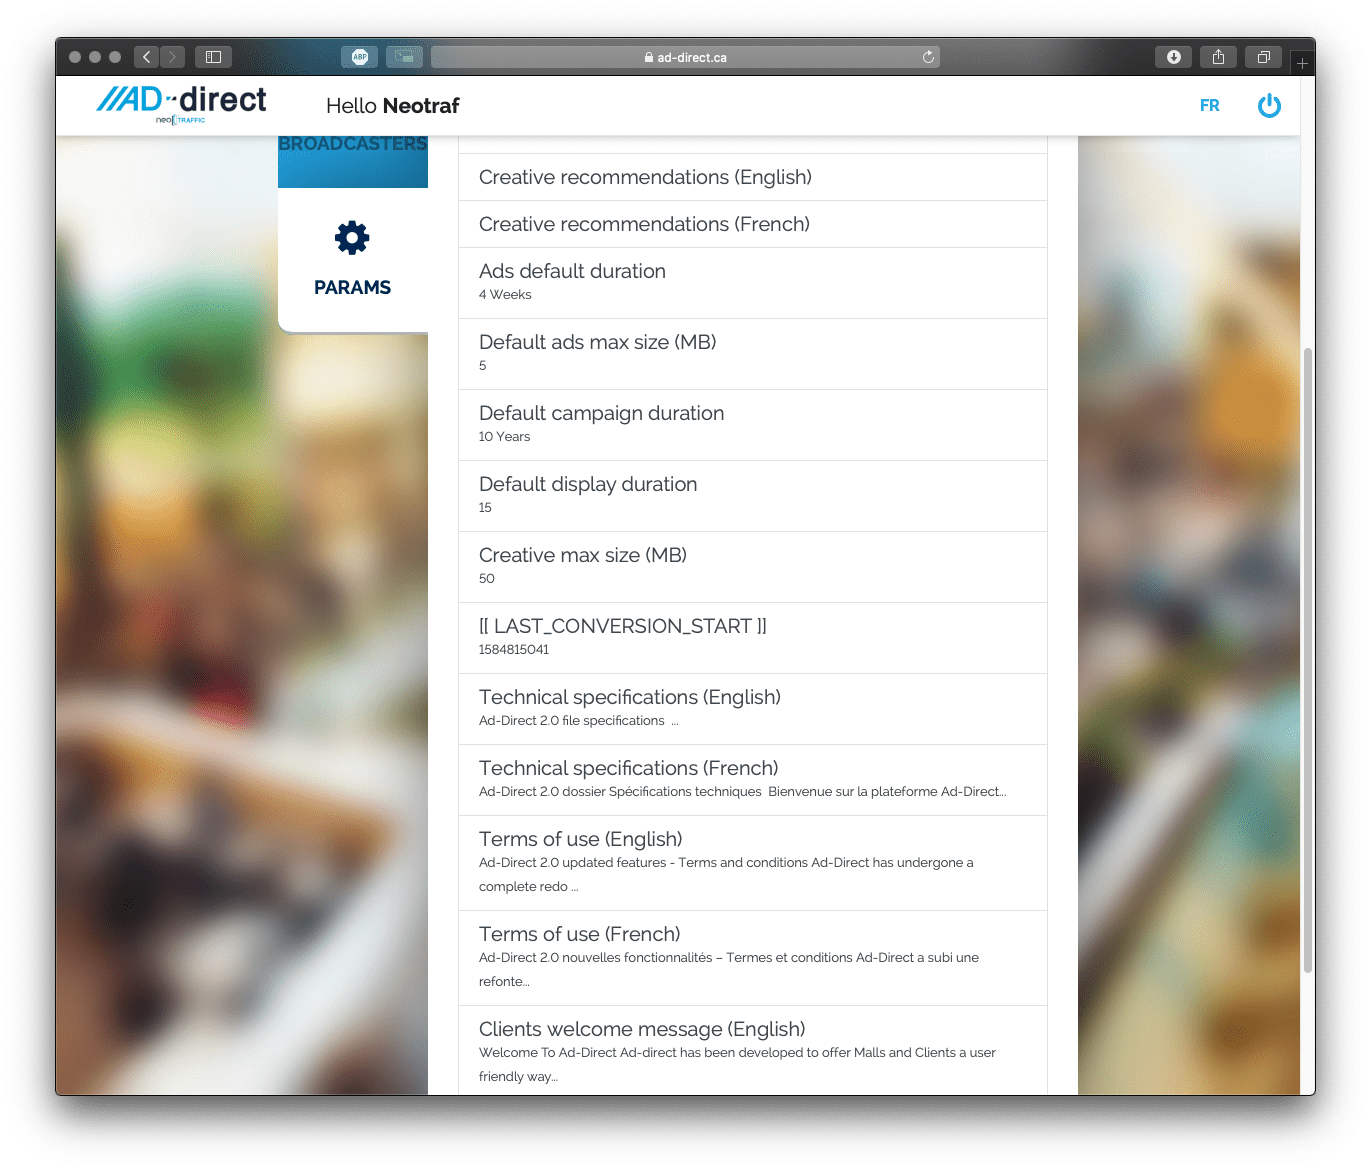 ABP
ad-direct.ca
AD-direct
neo TRAFFIC
Hello Neotraf
FR
BROADCASTERS
PARAMS
Creative recommendations (English)
Creative recommendations (French)
Ads default duration
4 Weeks
Default ads max size (MB)
5
Default campaign duration
10 Years
Default display duration
15
Creative max size (MB)
50
[[ LAST_CONVERSION_START ]]
1584815041
Technical specifications (English)
Ad-Direct 2.0 file specifications ...
Technical specifications (French)
Ad-Direct 2.0 dossier Spécifications techniques Bienvenue sur la plateforme Ad-Direct...
Terms of use (English)
Ad-Direct 2.0 updated features - Terms and conditions Ad-Direct has undergone a
complete redo ...
Terms of use (French)
Ad-Direct 2.0 nouvelles fonctionnalités – Termes et conditions Ad-Direct a subi une
refonte...
Clients welcome message (English)
Welcome To Ad-Direct Ad-direct has been developed to offer Malls and Clients a user
friendly way...